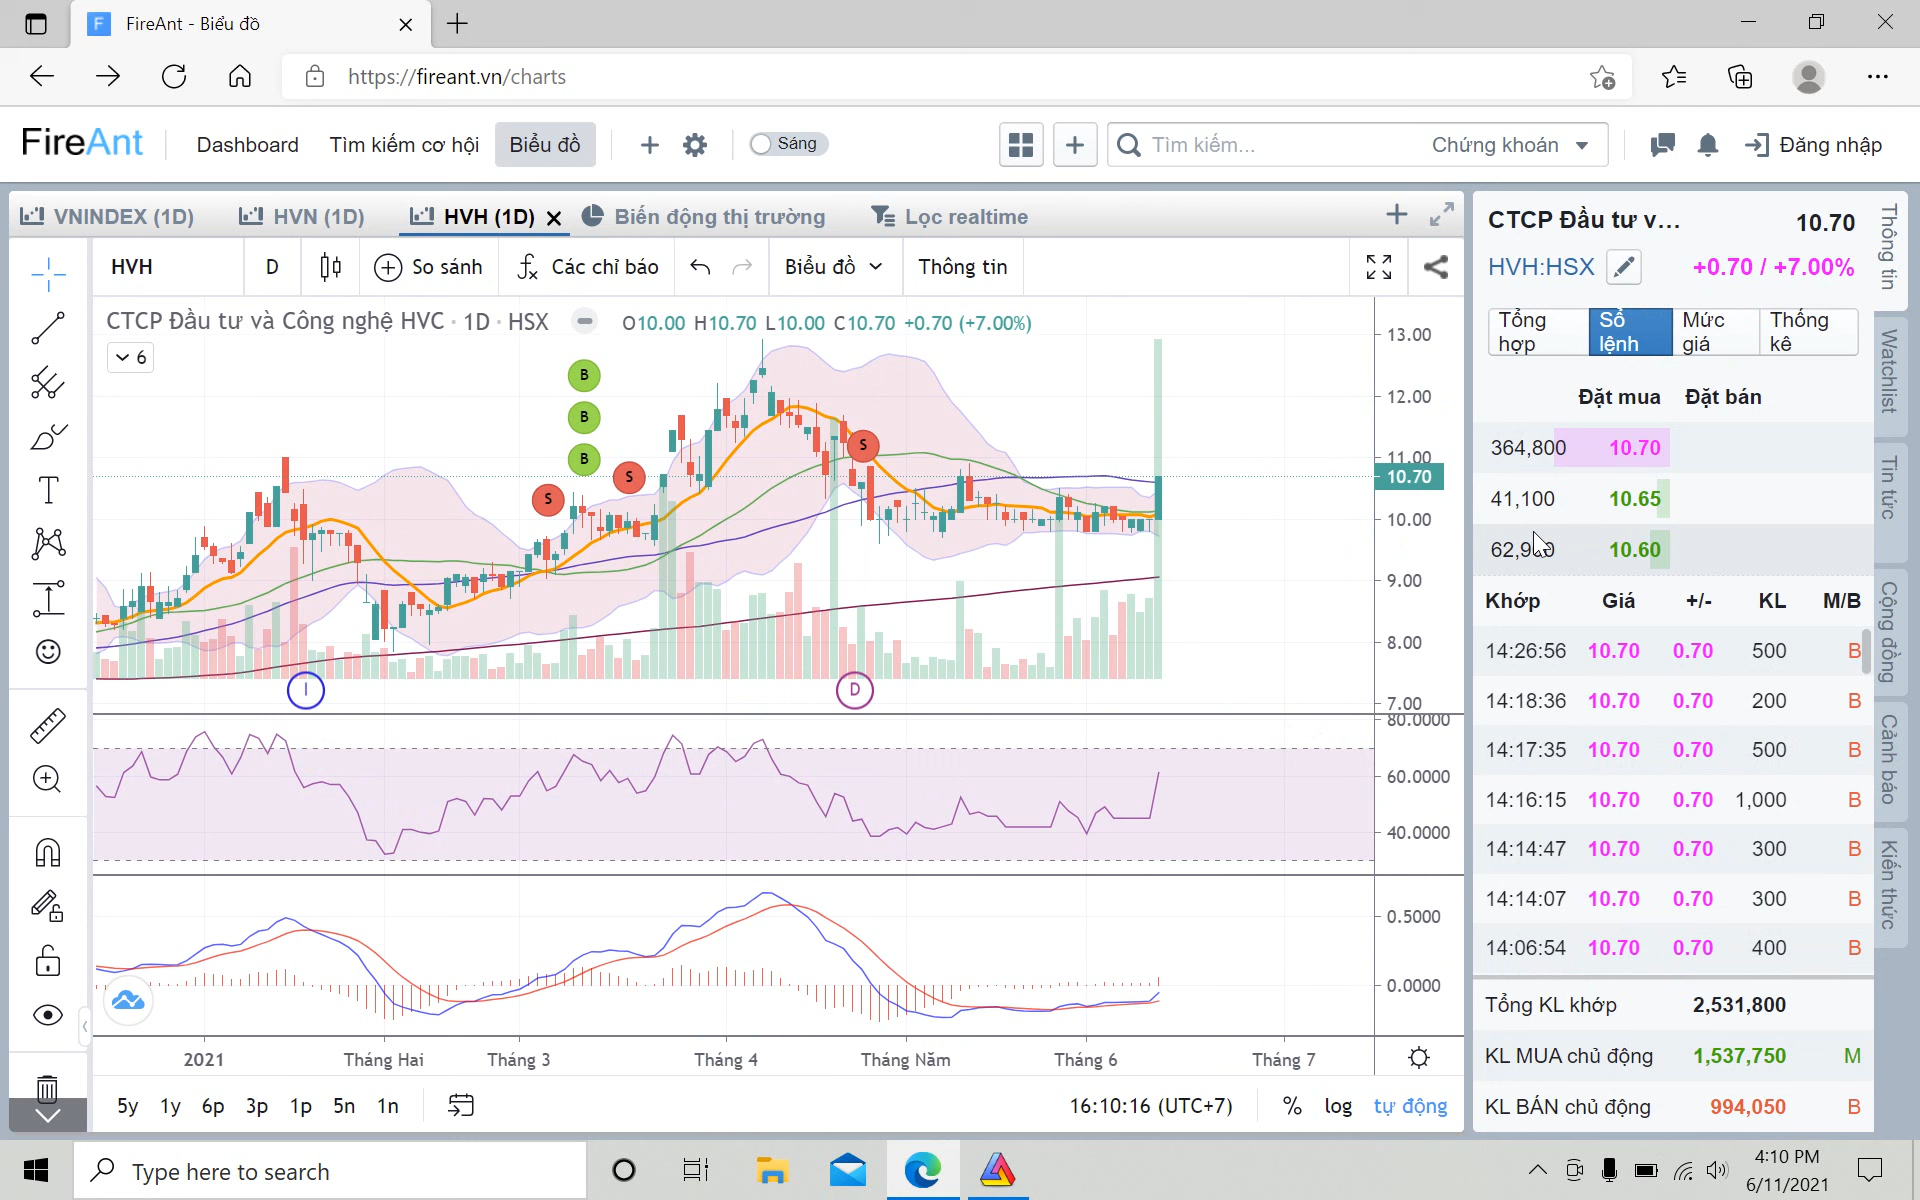 FireAnt - Biểu đồ
https://fireant.vn/charts
FireAnt Dashboard Tìm kiếm cơ hội Biểu đồ Sáng Tìm kiếm... Chứng khoán Đăng nhập
VNINDEX (1D) HVN (1D) HVH (1D) Biến động thị trường Lọc realtime
HVH D So sánh Các chỉ báo Biểu đồ Thông tin
CTCP Đầu tư và Công nghệ HVC · 1D · HSX O10.00 H10.70 L10.00 C10.70 +0.70 (+7.00%)
6
B
B
B
S
S
S
I
D
13.00
12.00
11.00
10.70
10.00
9.00
8.00
7.00
80.0000
60.0000
40.0000
0.5000
0.0000
2021 Tháng Hai Tháng 3 Tháng 4 Tháng Năm Tháng 6 Tháng 7
5y 1y 6p 3p 1p 5n 1n 16:10:16 (UTC+7) % log tự động
CTCP Đầu tư v... 10.70
HVH:HSX +0.70 / +7.00%
Tổng hợp
Sổ lệnh
Mức giá
Thống kê
Đặt mua Đặt bán
364,800 10.70
41,100 10.65
10.60
Khớp Giá +/- KL M/B
14:26:56 10.70 0.70 500 B
14:18:36 10.70 0.70 200 B
14:17:35 10.70 0.70 500 B
14:16:15 10.70 0.70 1,000 B
14:14:47 10.70 0.70 300 B
14:14:07 10.70 0.70 300 B
14:06:54 10.70 0.70 400 B
Tổng KL khớp 2,531,800
KL MUA chủ động 1,537,750 M
KL BÁN chủ động 994,050 B
Thông tin
Watchlist
Tin tức
Cộng đồng
Cảnh báo
Kiến thức
Type here to search
4:10 PM
6/11/2021